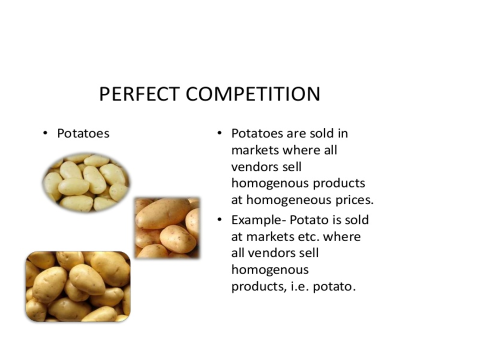 PERFECT COMPETITION
• Potatoes
• Potatoes are sold in
markets where all
vendors sell
homogenous products
at homogeneous prices.
• Example- Potato is sold
at markets etc. where
all vendors sell
homogenous
products, i.e. potato.